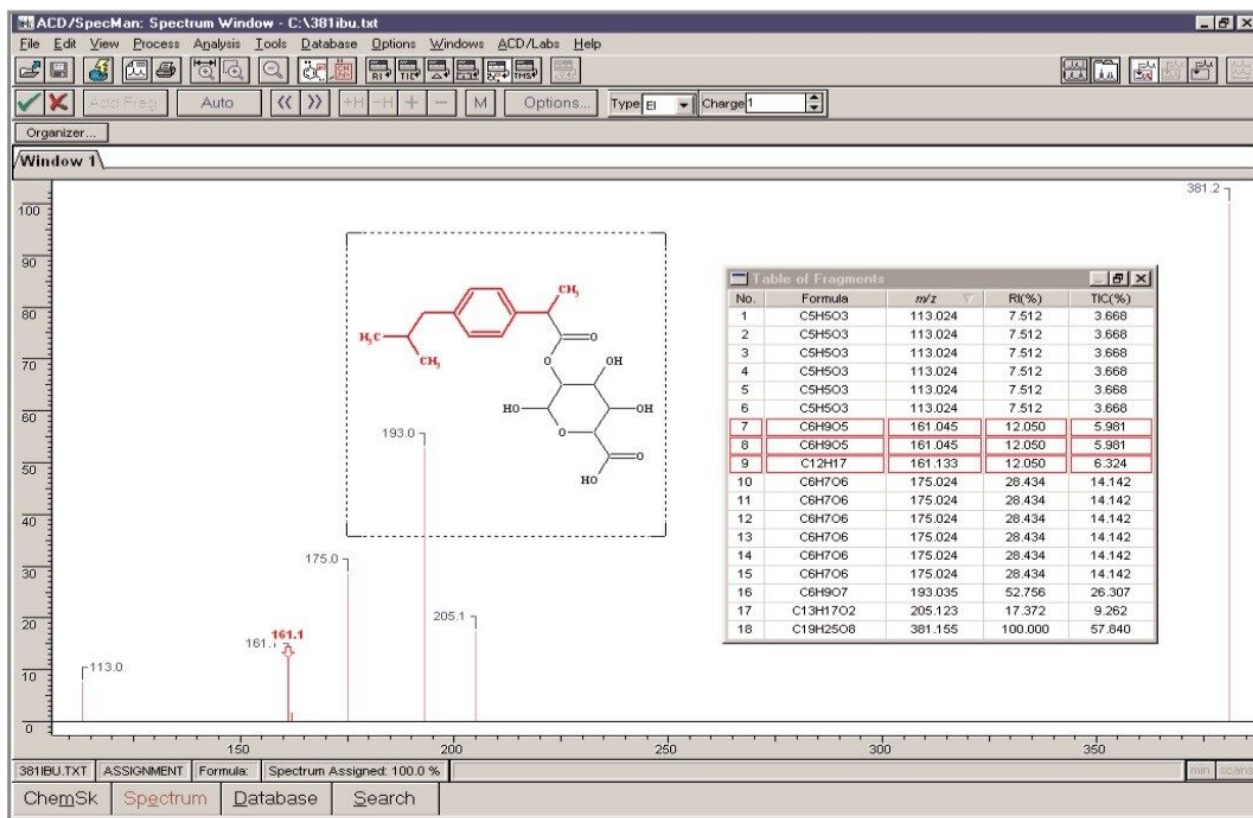 ACD/SpecMan: Spectrum Window - C:\381ibu.txt
File Edit View Process Analysis Tools Database Options Windows ACD/Labs Help
RI TIC TMS
Add Frag Auto << >> +H -H + - M Options... Type EI Charge 1
Organizer...
Window 1
100
90
80
70
60
50
40
30
20
10
0
381.2
193.0
175.0
205.1
161.1
161.
113.0
150 200 250 300 350
CH3
H3C
CH3
O
O
OH
HO
OH
O
O
HO
Table of Fragments
No. Formula m/z RI(%) TIC(%)
1 C5H5O3 113.024 7.512 3.668
2 C5H5O3 113.024 7.512 3.668
3 C5H5O3 113.024 7.512 3.668
4 C5H5O3 113.024 7.512 3.668
5 C5H5O3 113.024 7.512 3.668
6 C5H5O3 113.024 7.512 3.668
7 C6H9O5 161.045 12.050 5.981
8 C6H9O5 161.045 12.050 5.981
9 C12H17 161.133 12.050 6.324
10 C6H7O6 175.024 28.434 14.142
11 C6H7O6 175.024 28.434 14.142
12 C6H7O6 175.024 28.434 14.142
13 C6H7O6 175.024 28.434 14.142
14 C6H7O6 175.024 28.434 14.142
15 C6H7O6 175.024 28.434 14.142
16 C6H9O7 193.035 52.756 26.307
17 C13H17O2 205.123 17.372 9.262
18 C19H25O8 381.155 100.000 57.840
381IBU.TXT ASSIGNMENT Formula: Spectrum Assigned: 100.0 % min scans
ChemSk Spectrum Database Search